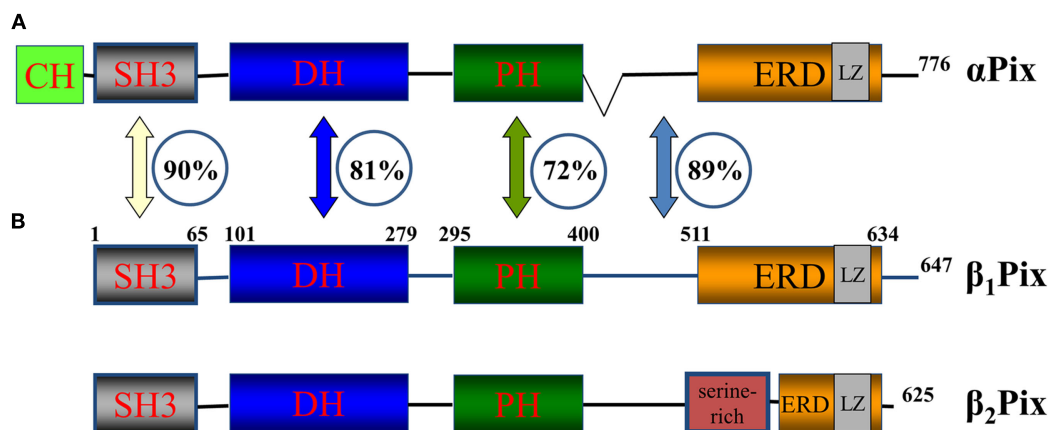 A
CH SH3 DH PH ERD LZ 776 αPix
90% 81% 72% 89%
B
1 65 101 279 295 400 511 634
SH3 DH PH ERD LZ 647 β₁Pix
SH3 DH PH serine-
rich ERD LZ 625 β₂Pix